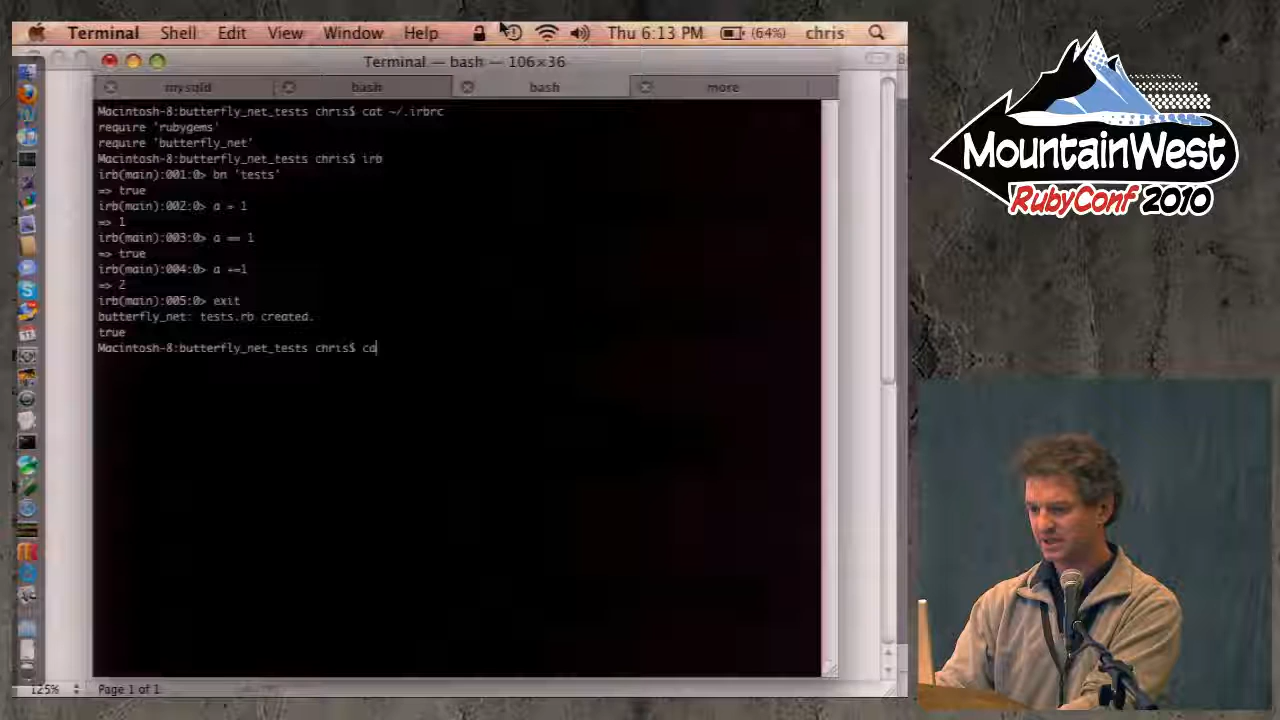 Terminal Shell Edit View Window Help Thu 6:13 PM (64%) chris
Terminal — bash — 106×36
mysqld bash bash more
Macintosh-8:butterfly_net_tests chris$ cat ~/.irbrc
require 'rubygems'
require 'butterfly_net'
Macintosh-8:butterfly_net_tests chris$ irb
irb(main):001:0> bn 'tests'
=> true
irb(main):002:0> a = 1
=> 1
irb(main):003:0> a == 1
=> true
irb(main):004:0> a +=1
=> 2
irb(main):005:0> exit
butterfly_net: tests.rb created.
true
Macintosh-8:butterfly_net_tests chris$ ca
125% Page 1 of 1
MountainWest
RubyConf 2010